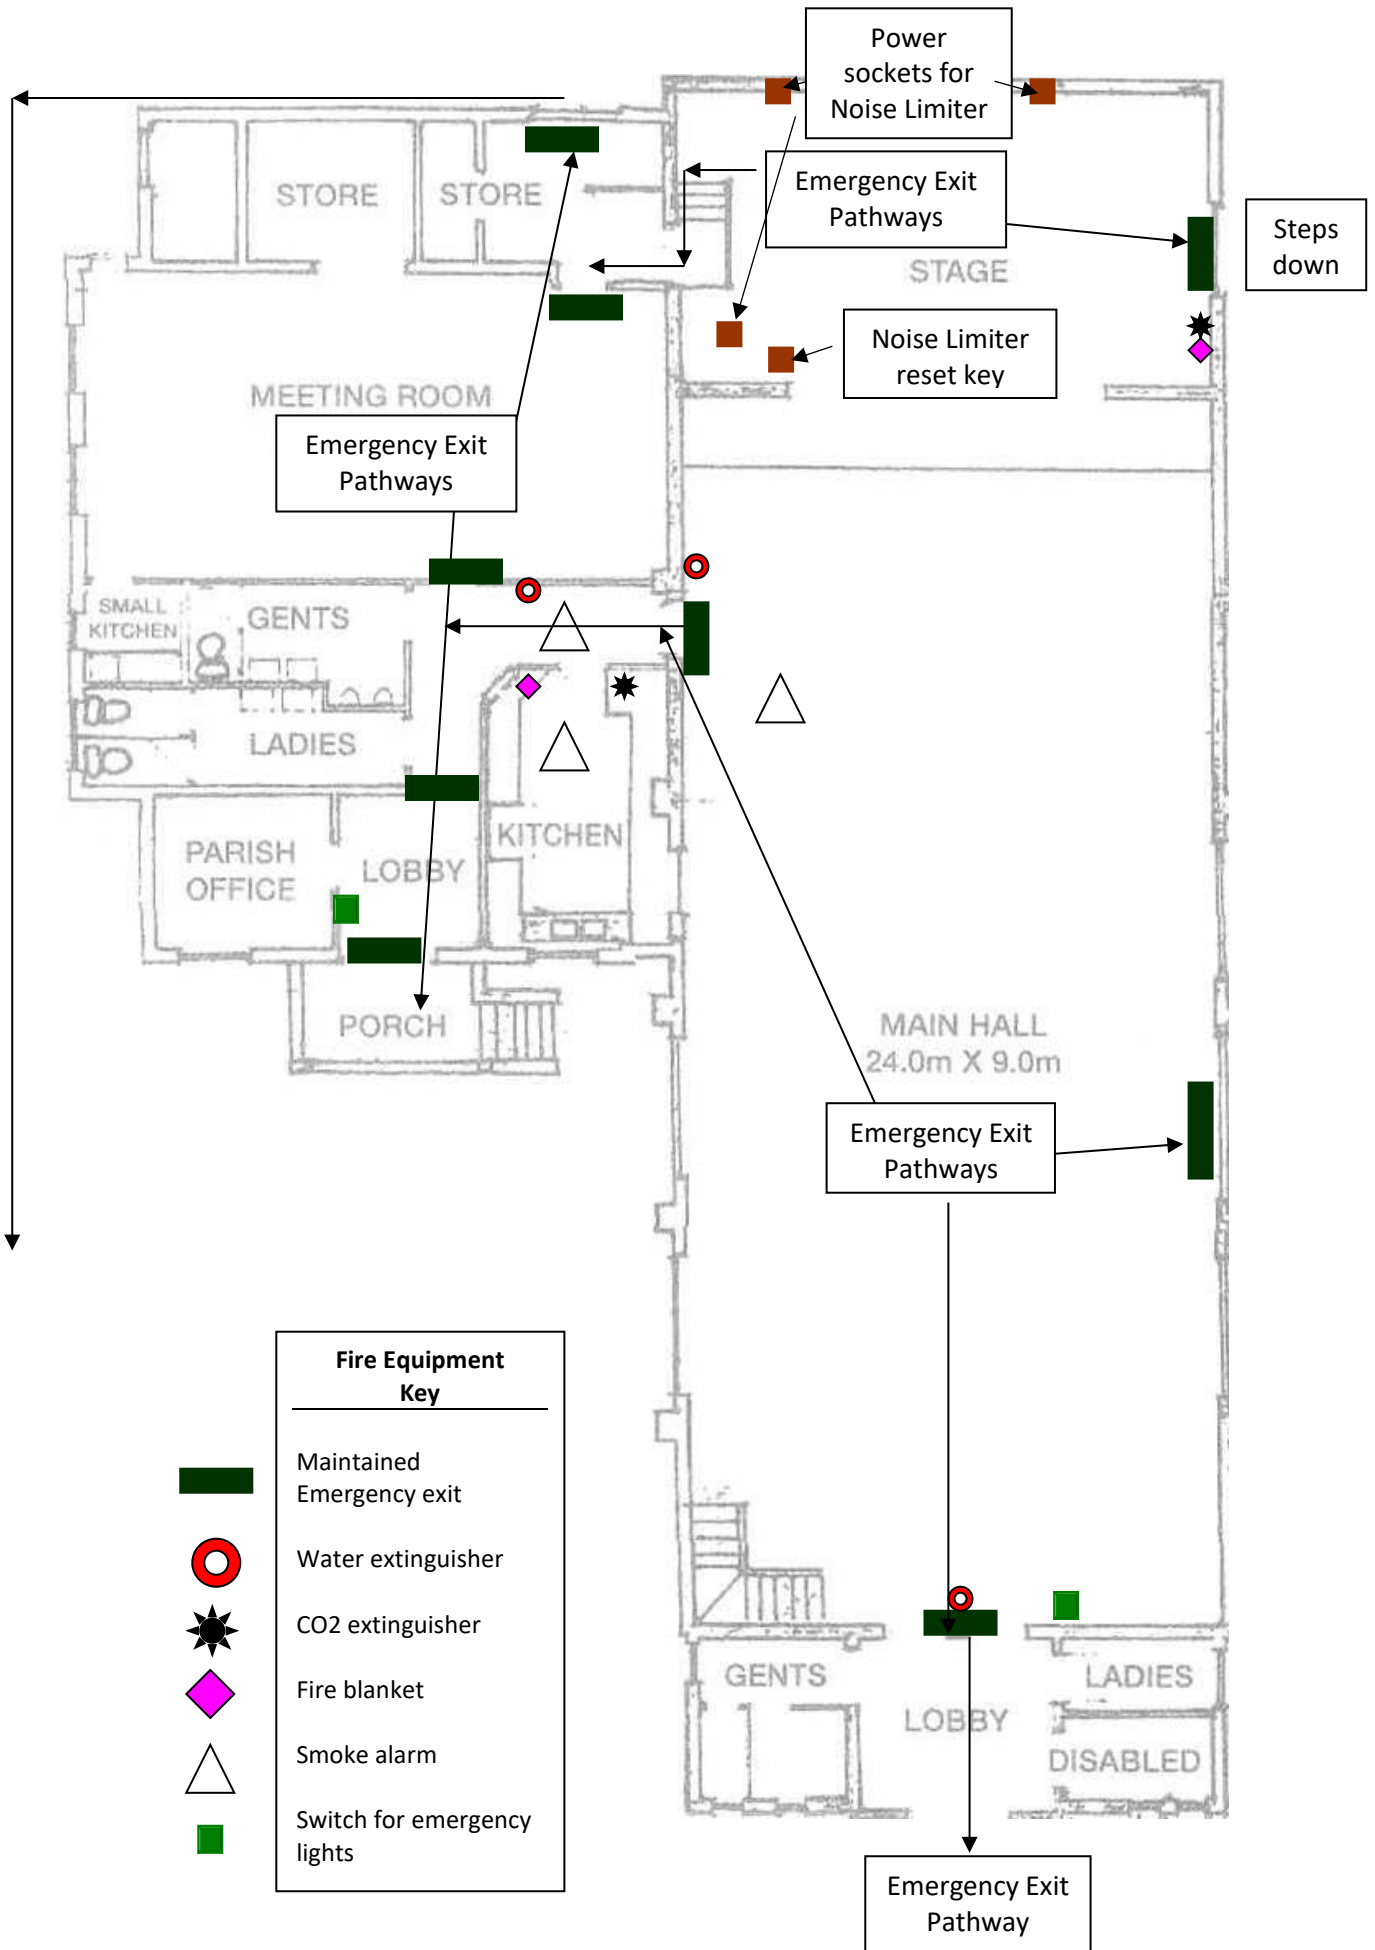 Power
sockets for
Noise Limiter
Emergency Exit
Pathways
Steps
down
STORE
STORE
STAGE
Noise Limiter
reset key
MEETING ROOM
Emergency Exit
Pathways
SMALL
KITCHEN
GENTS
LADIES
KITCHEN
PARISH
OFFICE
LOBBY
PORCH
MAIN HALL
24.0m X 9.0m
Emergency Exit
Pathways
Fire Equipment
Key
Maintained
Emergency exit
Water extinguisher
CO2 extinguisher
Fire blanket
Smoke alarm
Switch for emergency
lights
GENTS
LADIES
LOBBY
DISABLED
Emergency Exit
Pathway